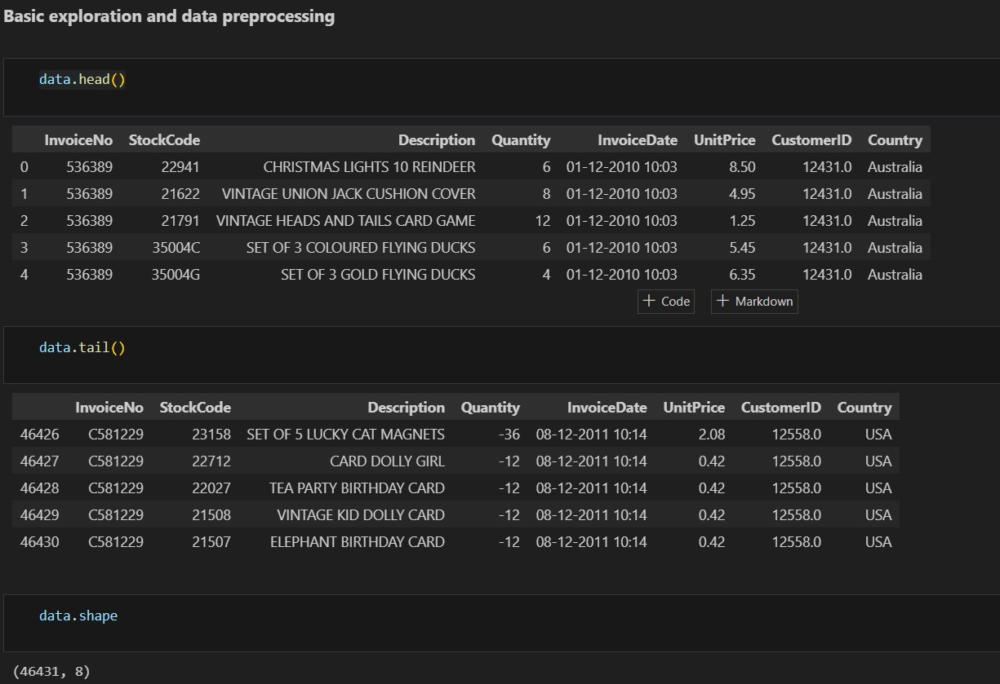 Basic exploration and data preprocessing
data.head()
InvoiceNo StockCode Description Quantity InvoiceDate UnitPrice CustomerID Country
0 536389 22941 CHRISTMAS LIGHTS 10 REINDEER 6 01-12-2010 10:03 8.50 12431.0 Australia
1 536389 21622 VINTAGE UNION JACK CUSHION COVER 8 01-12-2010 10:03 4.95 12431.0 Australia
2 536389 21791 VINTAGE HEADS AND TAILS CARD GAME 12 01-12-2010 10:03 1.25 12431.0 Australia
3 536389 35004C SET OF 3 COLOURED FLYING DUCKS 6 01-12-2010 10:03 5.45 12431.0 Australia
4 536389 35004G SET OF 3 GOLD FLYING DUCKS 4 01-12-2010 10:03 6.35 12431.0 Australia
+ Code + Markdown
data.tail()
InvoiceNo StockCode Description Quantity InvoiceDate UnitPrice CustomerID Country
46426 C581229 23158 SET OF 5 LUCKY CAT MAGNETS -36 08-12-2011 10:14 2.08 12558.0 USA
46427 C581229 22712 CARD DOLLY GIRL -12 08-12-2011 10:14 0.42 12558.0 USA
46428 C581229 22027 TEA PARTY BIRTHDAY CARD -12 08-12-2011 10:14 0.42 12558.0 USA
46429 C581229 21508 VINTAGE KID DOLLY CARD -12 08-12-2011 10:14 0.42 12558.0 USA
46430 C581229 21507 ELEPHANT BIRTHDAY CARD -12 08-12-2011 10:14 0.42 12558.0 USA
data.shape
(46431, 8)